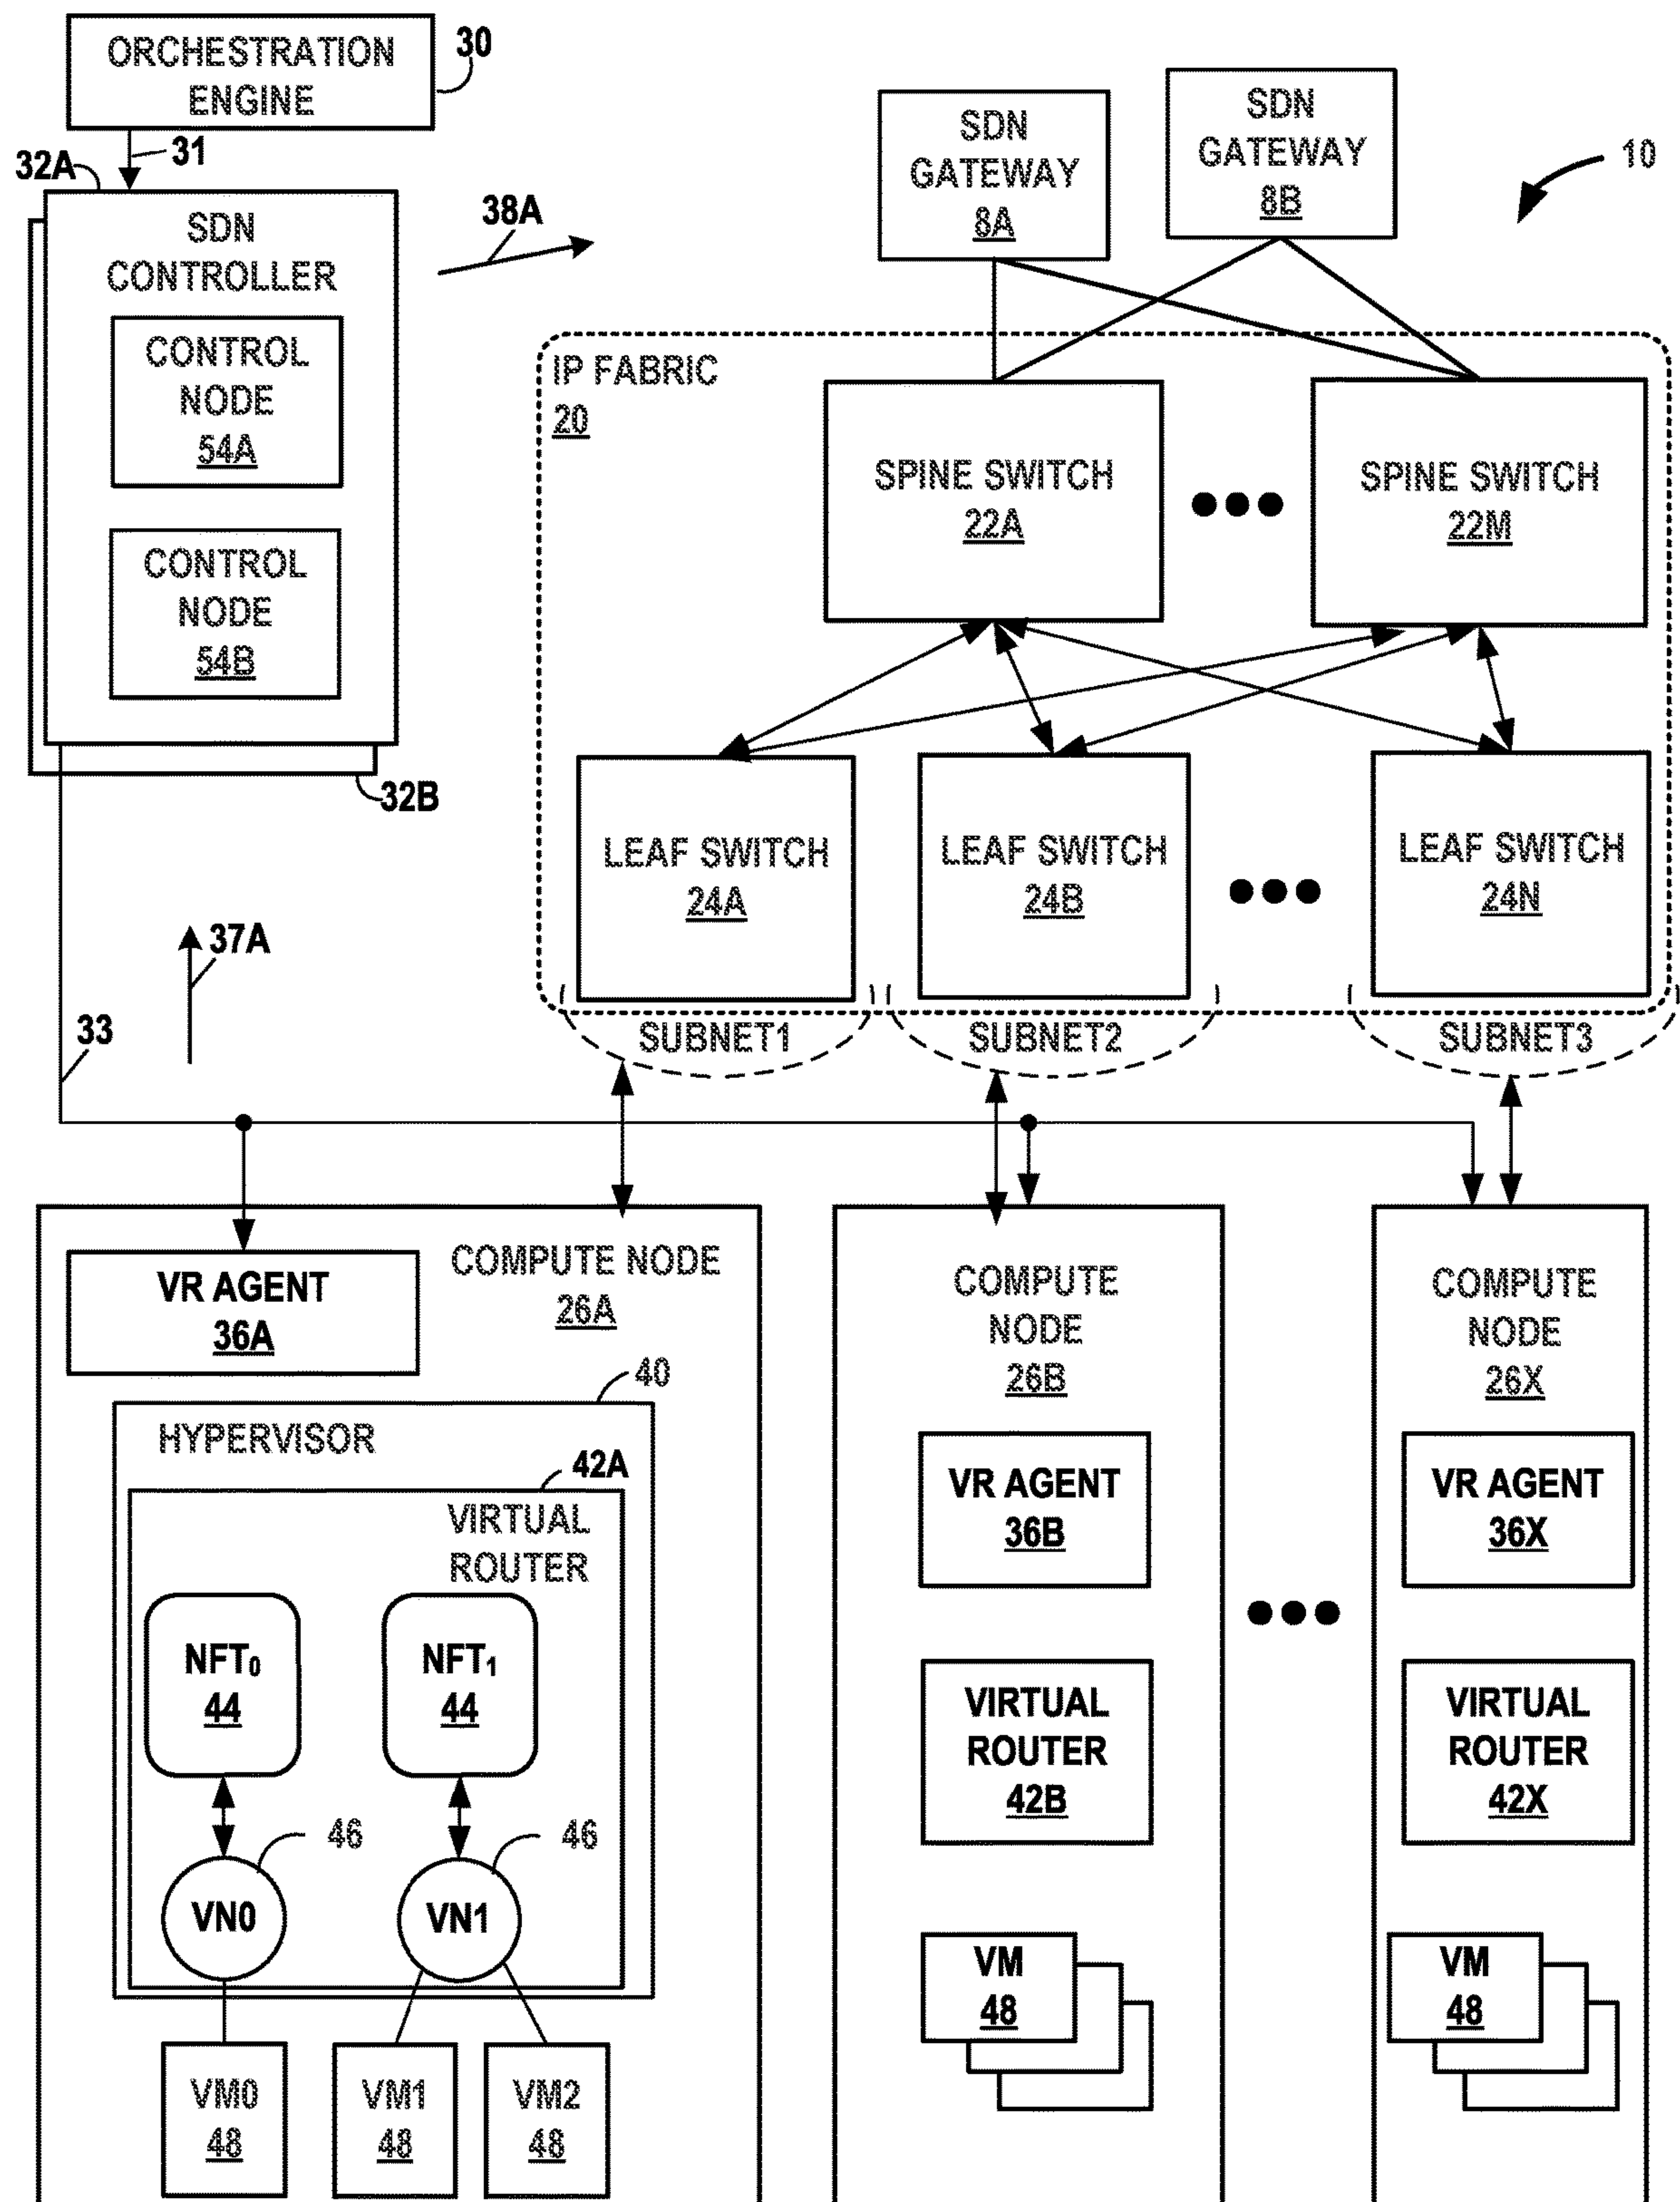 ORCHESTRATION
ENGINE
30
31
32A
SDN
CONTROLLER
CONTROL
NODE
54A
CONTROL
NODE
54B
32B
38A
SDN
GATEWAY
8A
SDN
GATEWAY
8B
10
IP FABRIC
20
SPINE SWITCH
22A
SPINE SWITCH
22M
LEAF SWITCH
24A
LEAF SWITCH
24B
LEAF SWITCH
24N
37A
33
SUBNET1
SUBNET2
SUBNET3
COMPUTE NODE
26A
VR AGENT
36A
40
HYPERVISOR
42A
VIRTUAL
ROUTER
NFT0
44
NFT1
44
46
46
VN0
VN1
VM0
48
VM1
48
VM2
48
COMPUTE
NODE
26B
VR AGENT
36B
VIRTUAL
ROUTER
42B
VM
48
COMPUTE
NODE
26X
VR AGENT
36X
VIRTUAL
ROUTER
42X
VM
48